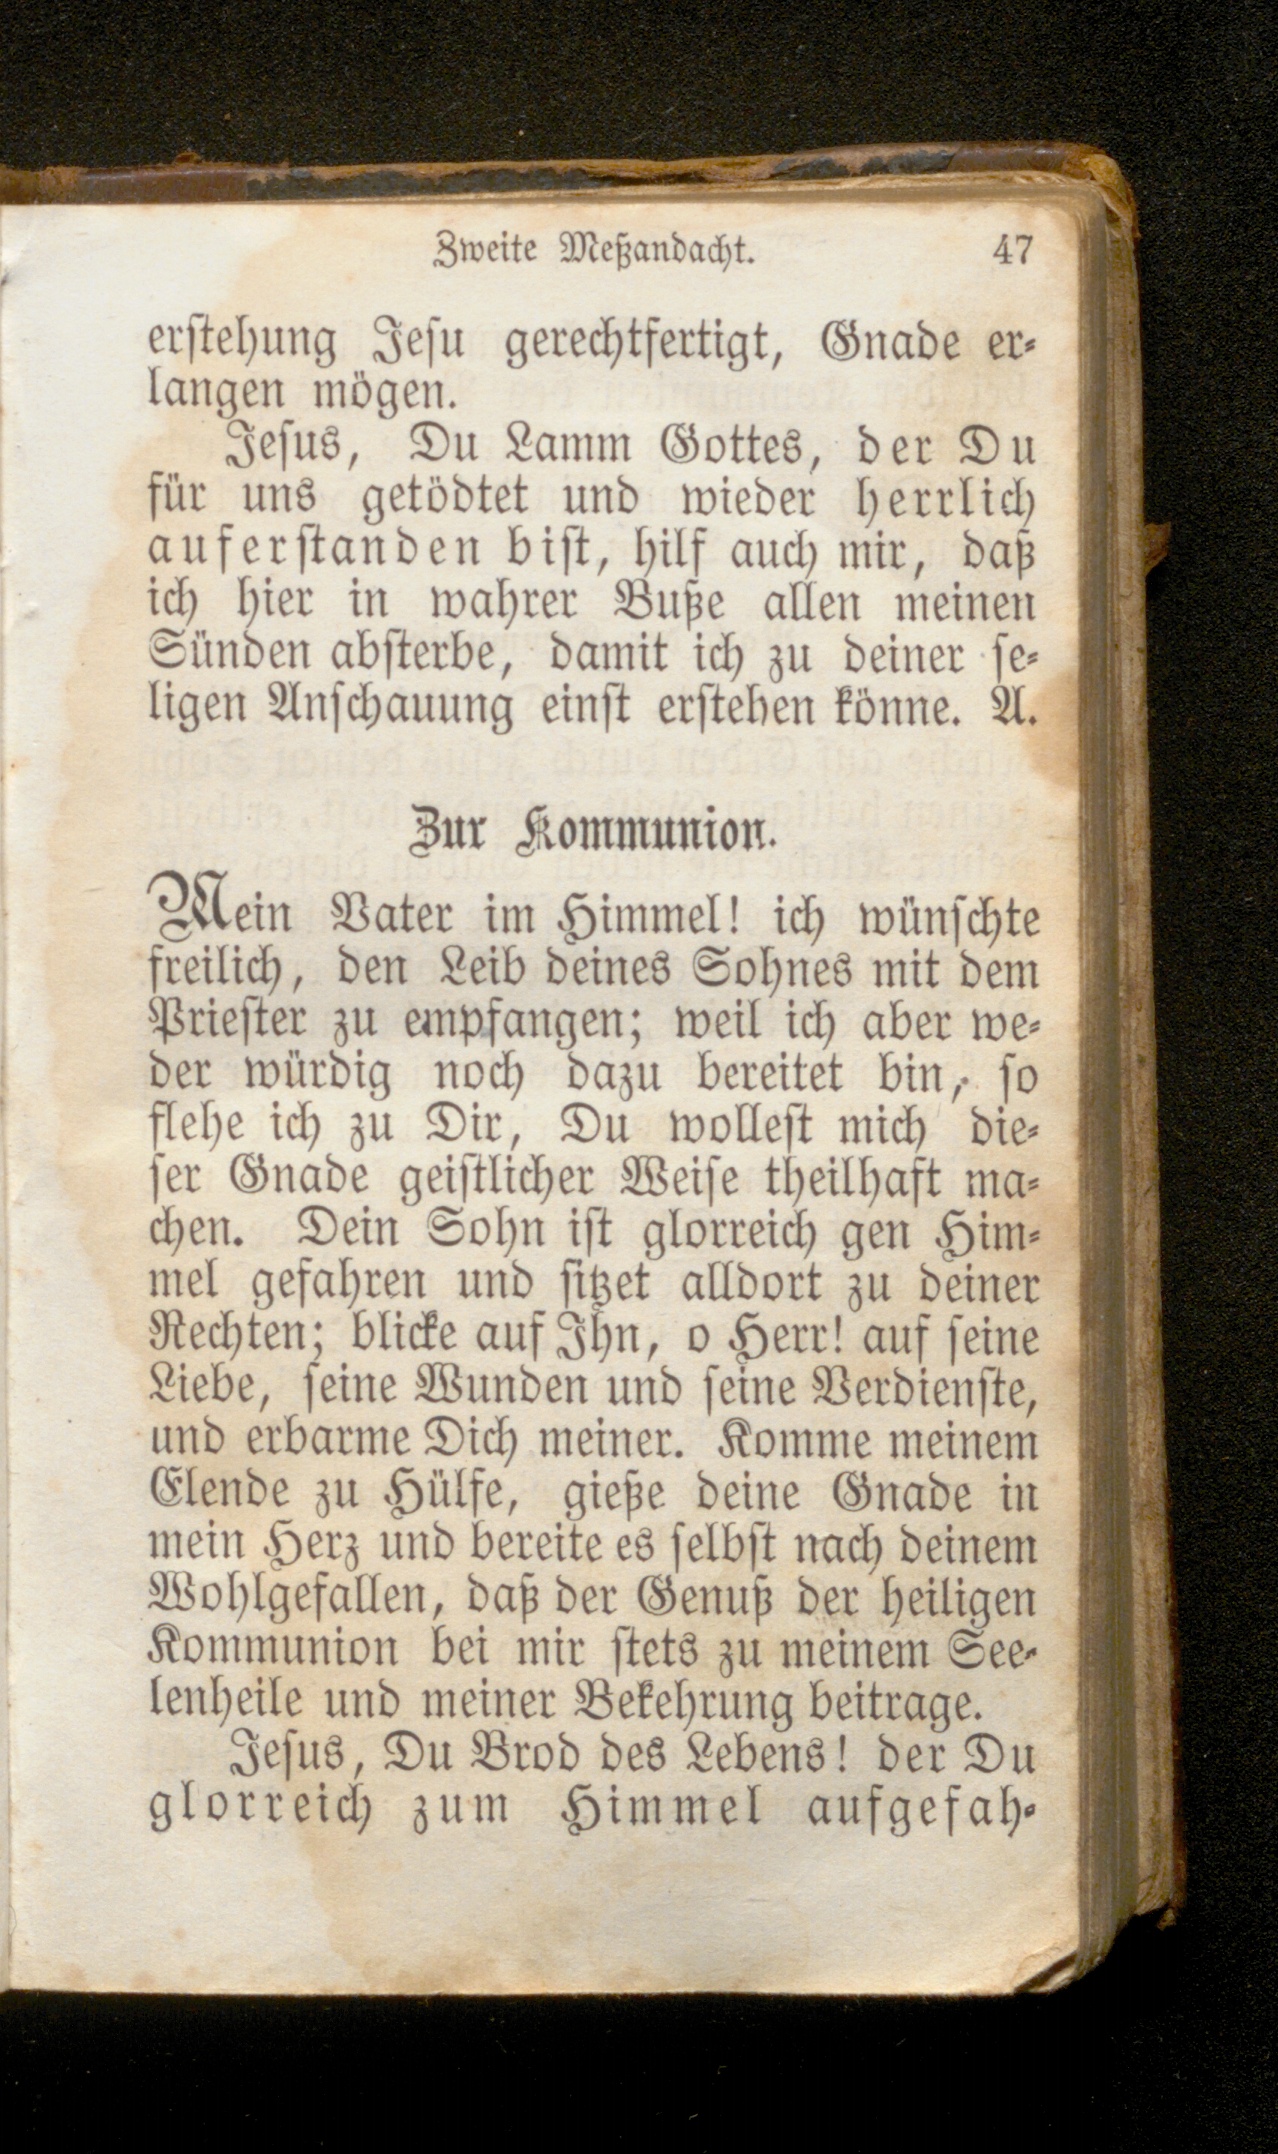 Zweite Meßandacht. 47
erstehung Jesu gerechtfertigt, Gnade er-
langen mögen.
Jesus, Du Lamm Gottes, der Du
für uns getödtet und wieder herrlich
auferstanden bist, hilf auch mir, daß
ich hier in wahrer Buße allen meinen
Sünden absterbe, damit ich zu deiner se-
ligen Anschauung einst erstehen könne. A.
Zur Kommunion.
Mein Vater im Himmel! ich wünschte
freilich, den Leib deines Sohnes mit dem
Priester zu empfangen; weil ich aber we-
der würdig noch dazu bereitet bin, so
flehe ich zu Dir, Du wollest mich die-
ser Gnade geistlicher Weise theilhaft ma-
chen. Dein Sohn ist glorreich gen Him-
mel gefahren und sitzet alldort zu deiner
Rechten; blicke auf Ihn, o Herr! auf seine
Liebe, seine Wunden und seine Verdienste,
und erbarme Dich meiner. Komme meinem
Elende zu Hülfe, gieße deine Gnade in
mein Herz und bereite es selbst nach deinem
Wohlgefallen, daß der Genuß der heiligen
Kommunion bei mir stets zu meinem See-
lenheile und meiner Bekehrung beitrage.
Jesus, Du Brod des Lebens! der Du
glorreich zum Himmel aufgefah-